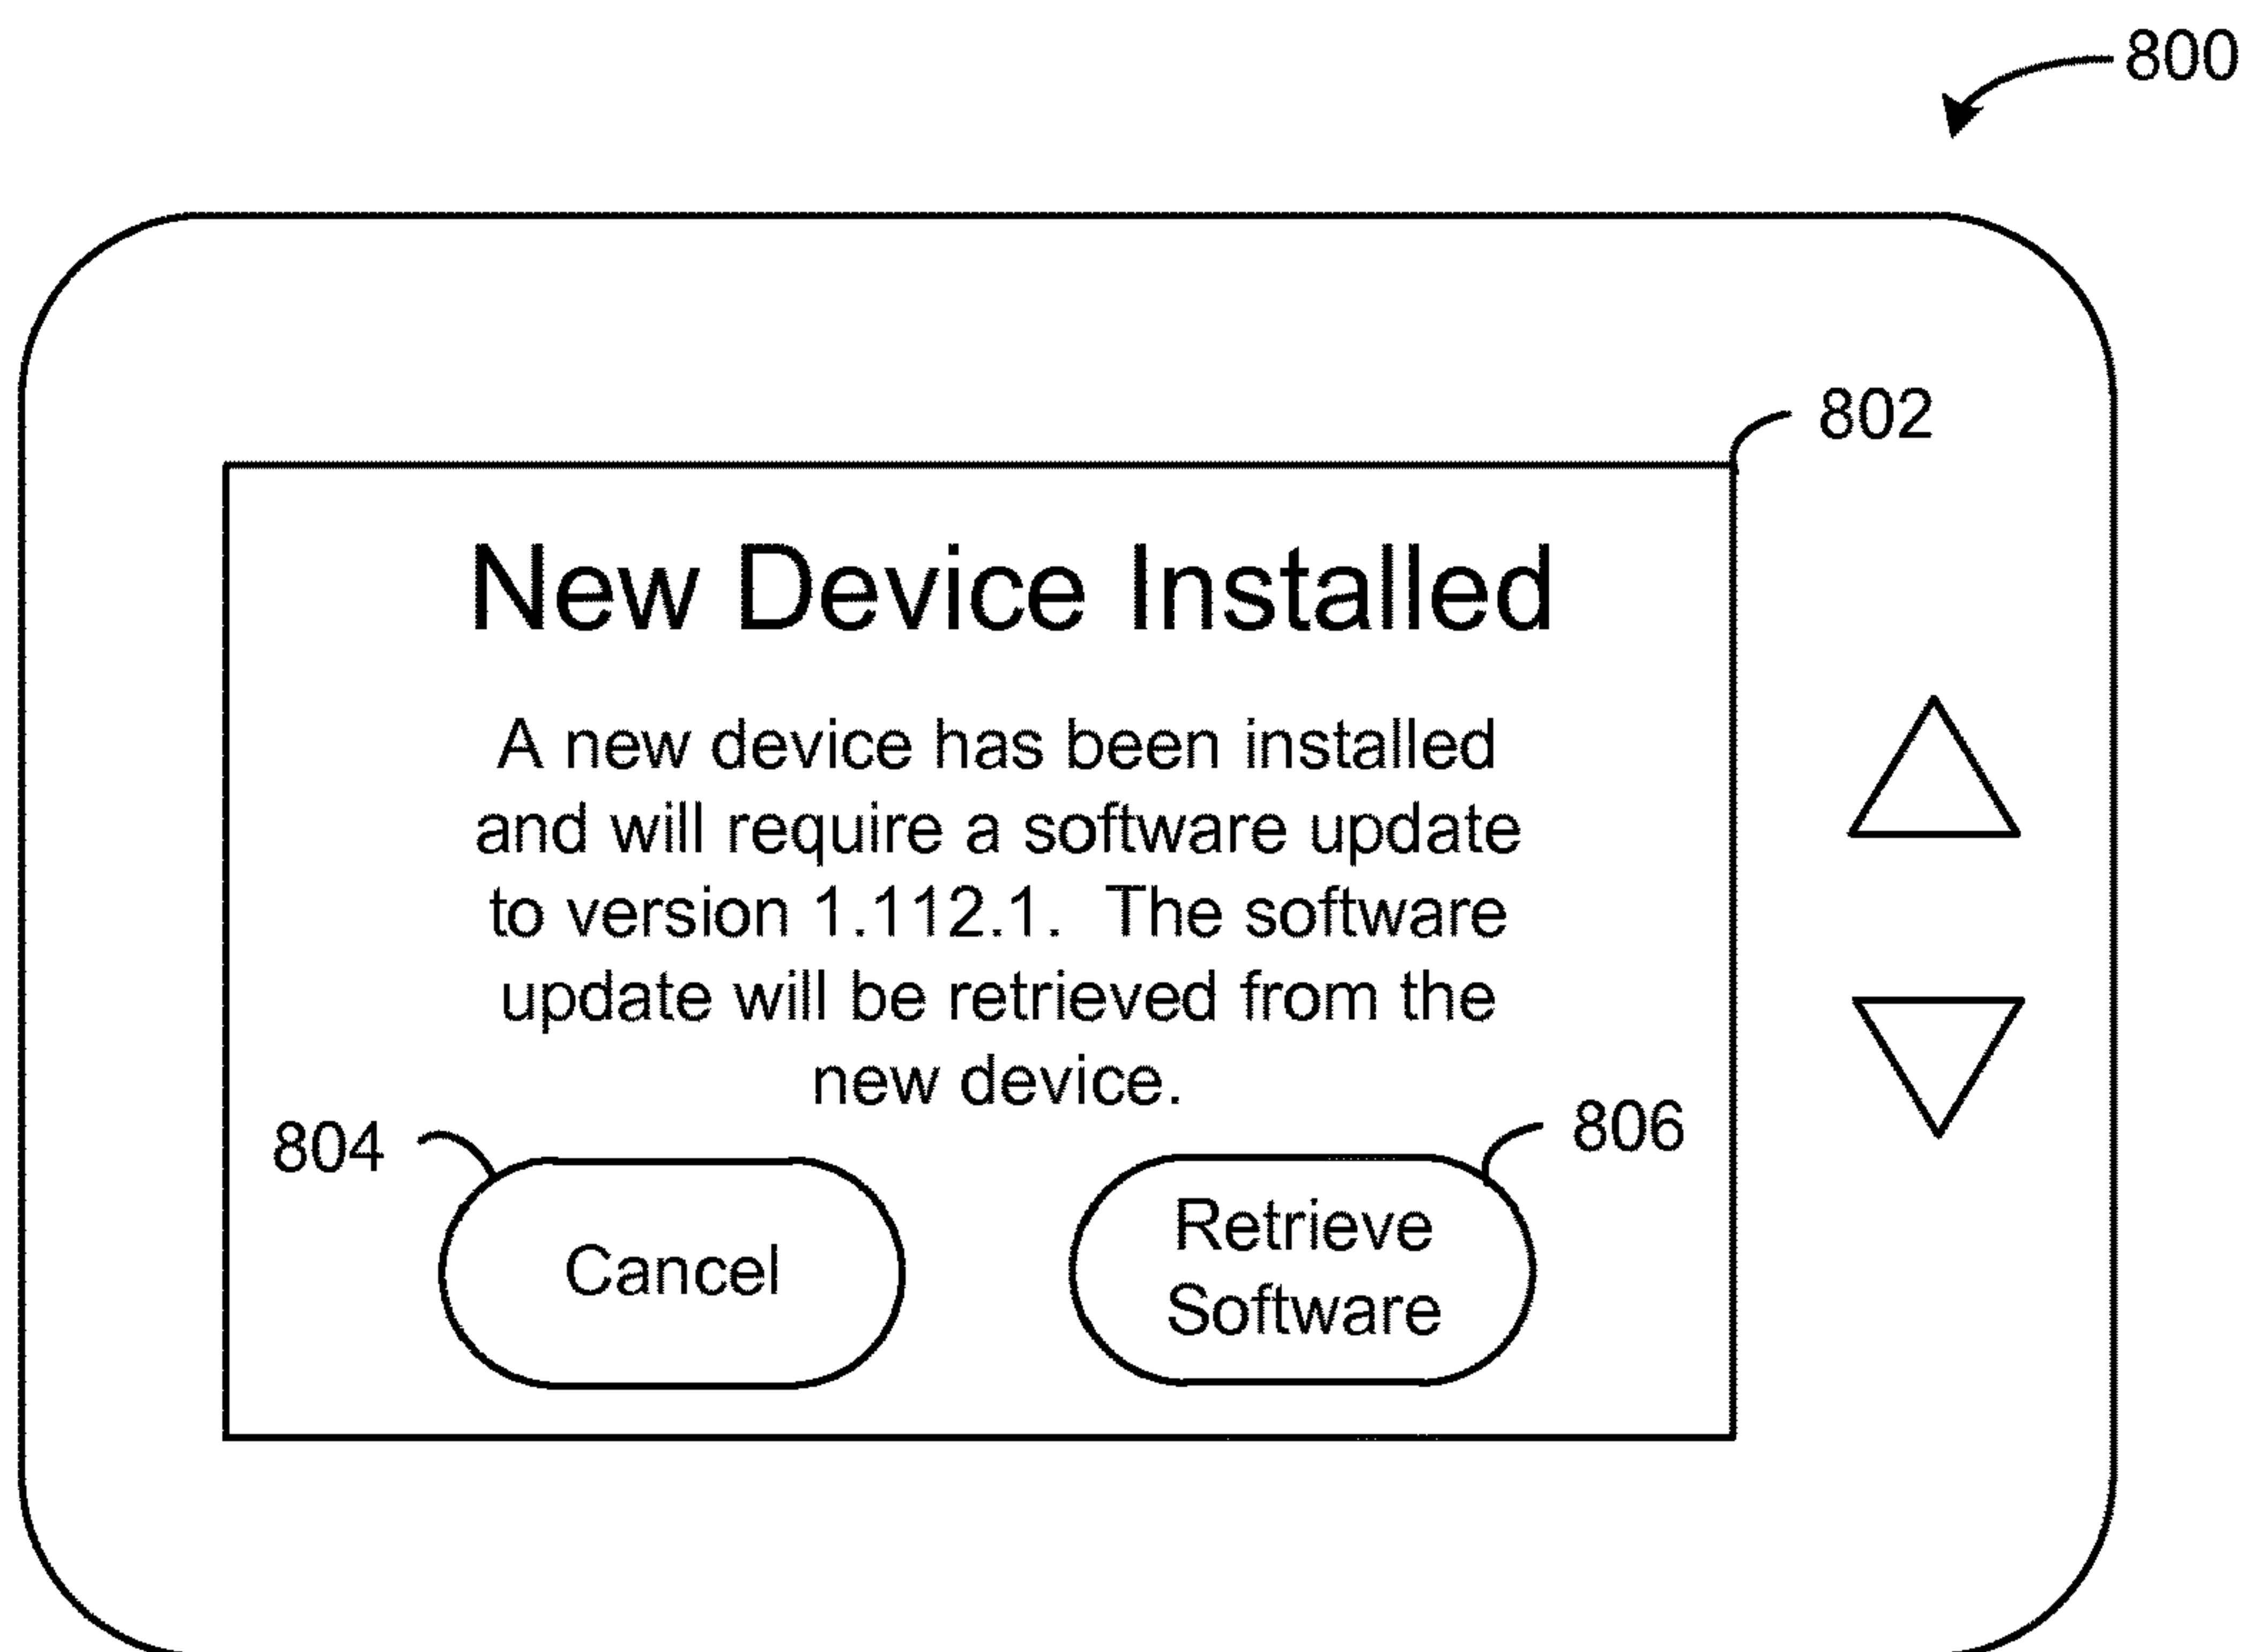 800
802
New Device Installed
A new device has been installed
and will require a software update
to version 1.112.1.  The software
update will be retrieved from the
new device.
804
806
Cancel
Retrieve
Software